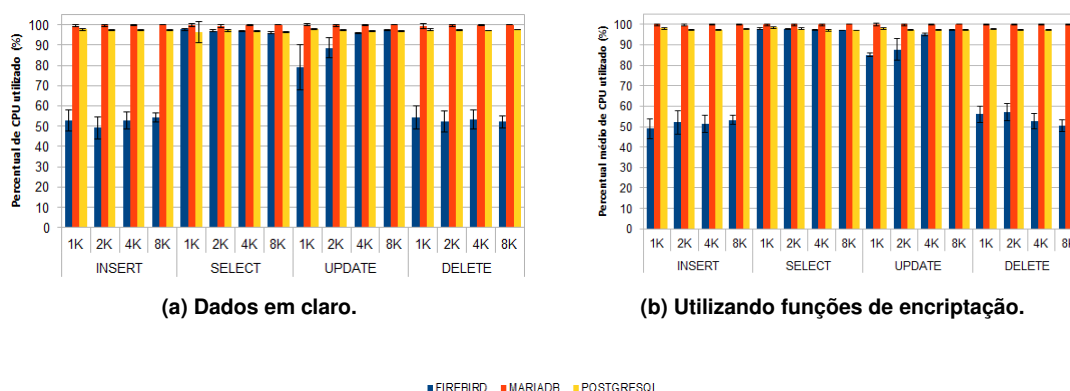 Percentual de CPU utilizado (%)
100
90
80
70
60
50
40
30
20
10
0
1K 2K 4K 8K 1K 2K 4K 8K 1K 2K 4K 8K 1K 2K 4K 8K
INSERT SELECT UPDATE DELETE
(a) Dados em claro.
Percentual médio de CPU utilizado (%)
100
90
80
70
60
50
40
30
20
10
0
1K 2K 4K 8K 1K 2K 4K 8K 1K 2K 4K 8K 1K 2K 4K 8K
INSERT SELECT UPDATE DELETE
(b) Utilizando funções de encriptação.
FIREBIRD MARIADB POSTGRESQL